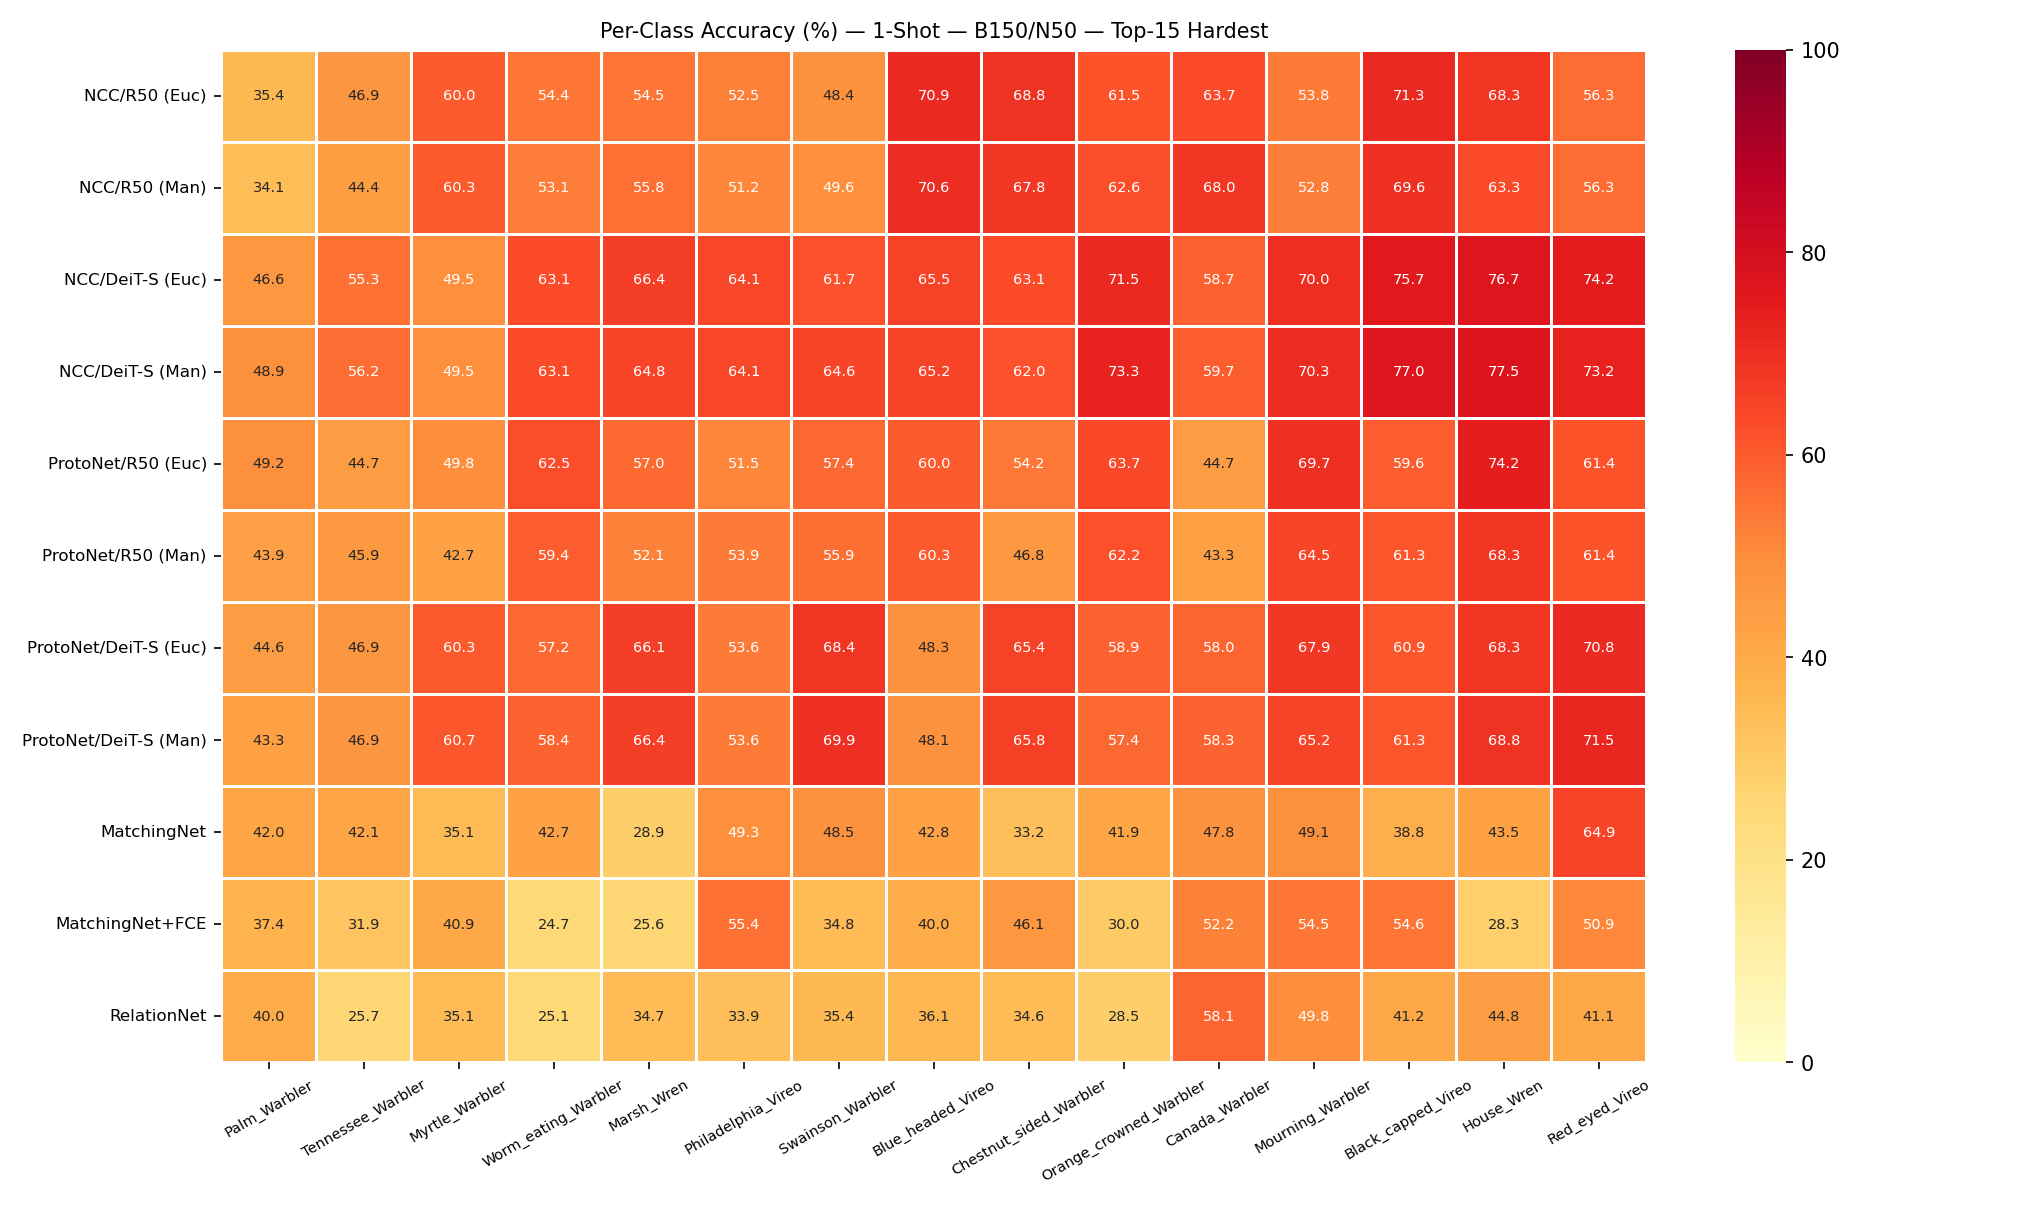 Per-Class Accuracy (%) — 1-Shot — B150/N50 — Top-15 Hardest
NCC/R50 (Euc) 35.4 46.9 60.0 54.4 54.5 52.5 48.4 70.9 68.8 61.5 63.7 53.8 71.3 68.3 56.3
NCC/R50 (Man) 34.1 44.4 60.3 53.1 55.8 51.2 49.6 70.6 67.8 62.6 68.0 52.8 69.6 63.3 56.3
NCC/DeiT-S (Euc) 46.6 55.3 49.5 63.1 66.4 64.1 61.7 65.5 63.1 71.5 58.7 70.0 75.7 76.7 74.2
NCC/DeiT-S (Man) 48.9 56.2 49.5 63.1 64.8 64.1 64.6 65.2 62.0 73.3 59.7 70.3 77.0 77.5 73.2
ProtoNet/R50 (Euc) 49.2 44.7 49.8 62.5 57.0 51.5 57.4 60.0 54.2 63.7 44.7 69.7 59.6 74.2 61.4
ProtoNet/R50 (Man) 43.9 45.9 42.7 59.4 52.1 53.9 55.9 60.3 46.8 62.2 43.3 64.5 61.3 68.3 61.4
ProtoNet/DeiT-S (Euc) 44.6 46.9 60.3 57.2 66.1 53.6 68.4 48.3 65.4 58.9 58.0 67.9 60.9 68.3 70.8
ProtoNet/DeiT-S (Man) 43.3 46.9 60.7 58.4 66.4 53.6 69.9 48.1 65.8 57.4 58.3 65.2 61.3 68.8 71.5
MatchingNet 42.0 42.1 35.1 42.7 28.9 49.3 48.5 42.8 33.2 41.9 47.8 49.1 38.8 43.5 64.9
MatchingNet+FCE 37.4 31.9 40.9 24.7 25.6 55.4 34.8 40.0 46.1 30.0 52.2 54.5 54.6 28.3 50.9
RelationNet 40.0 25.7 35.1 25.1 34.7 33.9 35.4 36.1 34.6 28.5 58.1 49.8 41.2 44.8 41.1
Palm_Warbler
Tennessee_Warbler
Myrtle_Warbler
Worm_eating_Warbler
Marsh_Wren
Philadelphia_Vireo
Swainson_Warbler
Blue_headed_Vireo
Chestnut_sided_Warbler
Orange_crowned_Warbler
Canada_Warbler
Mourning_Warbler
Black_capped_Vireo
House_Wren
Red_eyed_Vireo
100
80
60
40
20
0